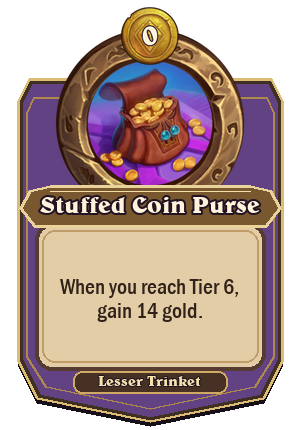 0
Stuffed Coin Purse
When you reach Tier 6,
gain 14 gold.
Lesser Trinket